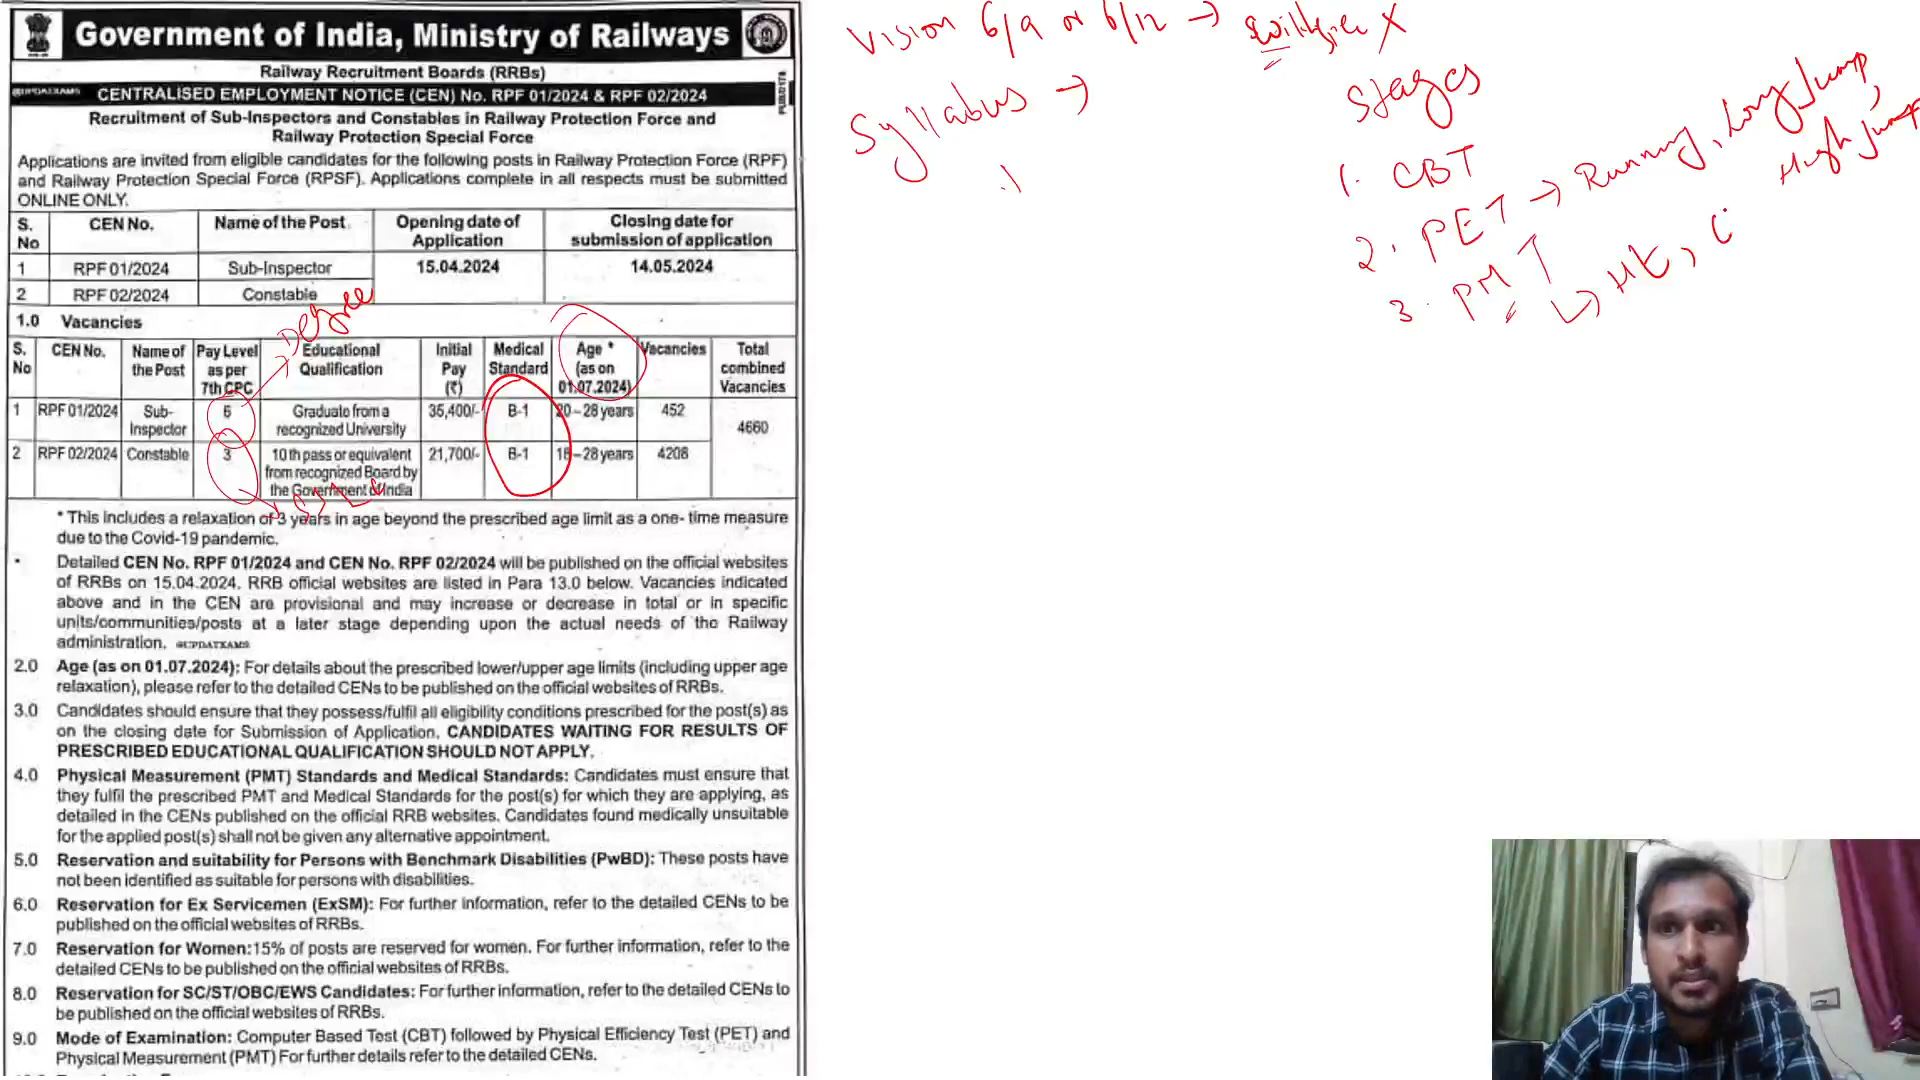 Government of India, Ministry of Railways
Railway Recruitment Boards (RRBs)
@UPDATEXAMS CENTRALISED EMPLOYMENT NOTICE (CEN) No. RPF 01/2024 & RPF 02/2024
Recruitment of Sub-Inspectors and Constables in Railway Protection Force and
Railway Protection Special Force
Applications are invited from eligible candidates for the following posts in Railway Protection Force (RPF)
and Railway Protection Special Force (RPSF). Applications complete in all respects must be submitted
ONLINE ONLY.
S. No CEN No. Name of the Post Opening date of Application Closing date for submission of application
1 RPF 01/2024 Sub-Inspector 15.04.2024 14.05.2024
2 RPF 02/2024 Constable
1.0 Vacancies
S. No CEN No. Name of the Post Pay Level as per 7th CPC Educational Qualification Initial Pay (₹) Medical Standard Age * (as on 01.07.2024) Vacancies Total combined Vacancies
1 RPF 01/2024 Sub-Inspector 6 Graduate from a recognized University 35,400/- B-1 20–28 years 452 4660
2 RPF 02/2024 Constable 3 10th pass or equivalent from recognized Board by the Government of India 21,700/- B-1 18–28 years 4208
* This includes a relaxation of 3 years in age beyond the prescribed age limit as a one- time measure
due to the Covid-19 pandemic.
• Detailed CEN No. RPF 01/2024 and CEN No. RPF 02/2024 will be published on the official websites
of RRBs on 15.04.2024. RRB official websites are listed in Para 13.0 below. Vacancies indicated
above and in the CEN are provisional and may increase or decrease in total or in specific
units/communities/posts at a later stage depending upon the actual needs of the Railway
administration. @UPDATEXAMS
2.0 Age (as on 01.07.2024): For details about the prescribed lower/upper age limits (including upper age
relaxation), please refer to the detailed CENs to be published on the official websites of RRBs.
3.0 Candidates should ensure that they possess/fulfil all eligibility conditions prescribed for the post(s) as
on the closing date for Submission of Application. CANDIDATES WAITING FOR RESULTS OF
PRESCRIBED EDUCATIONAL QUALIFICATION SHOULD NOT APPLY.
4.0 Physical Measurement (PMT) Standards and Medical Standards: Candidates must ensure that
they fulfil the prescribed PMT and Medical Standards for the post(s) for which they are applying, as
detailed in the CENs published on the official RRB websites. Candidates found medically unsuitable
for the applied post(s) shall not be given any alternative appointment.
5.0 Reservation and suitability for Persons with Benchmark Disabilities (PwBD): These posts have
not been identified as suitable for persons with disabilities.
6.0 Reservation for Ex Servicemen (ExSM): For further information, refer to the detailed CENs to be
published on the official websites of RRBs.
7.0 Reservation for Women: 15% of posts are reserved for women. For further information, refer to the
detailed CENs to be published on the official websites of RRBs.
8.0 Reservation for SC/ST/OBC/EWS Candidates: For further information, refer to the detailed CENs to
be published on the official websites of RRBs.
9.0 Mode of Examination: Computer Based Test (CBT) followed by Physical Efficiency Test (PET) and
Physical Measurement (PMT) For further details refer to the detailed CENs.
Degree
SSLC
Vision 6/9 or 6/12 → X
Syllabus →
Stages
1. CBT
2. PET → Running, Long Jump,
High Jump
3. PMT
↳ Ht, C